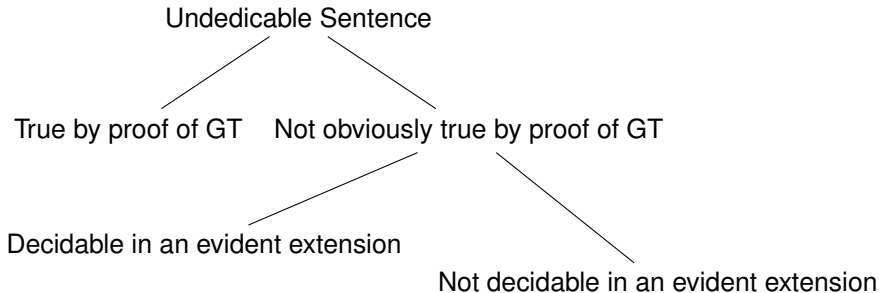 Undedicable Sentence
True by proof of GT
Not obviously true by proof of GT
Decidable in an evident extension
Not decidable in an evident extension